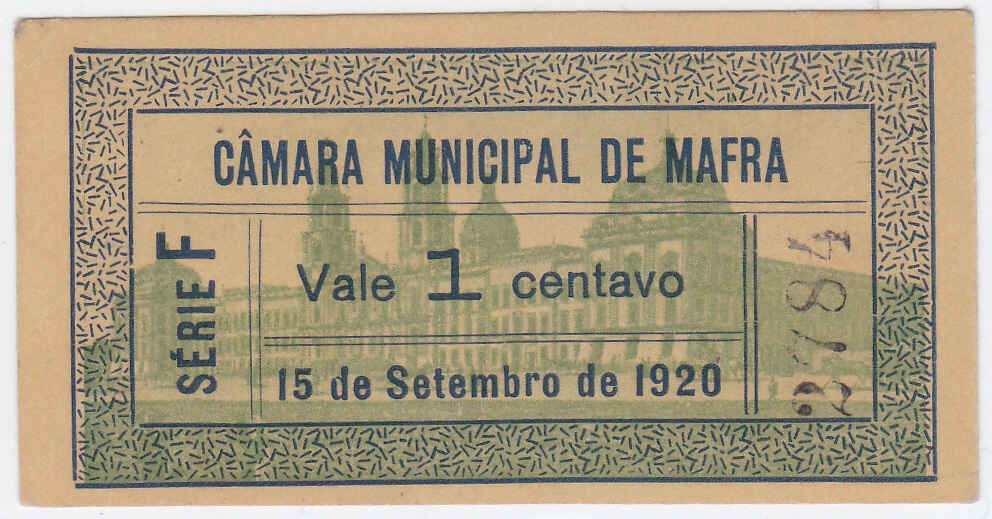 CÂMARA MUNICIPAL DE MAFRA
SÉRIE F
Vale 1 centavo
15 de Setembro de 1920
2784